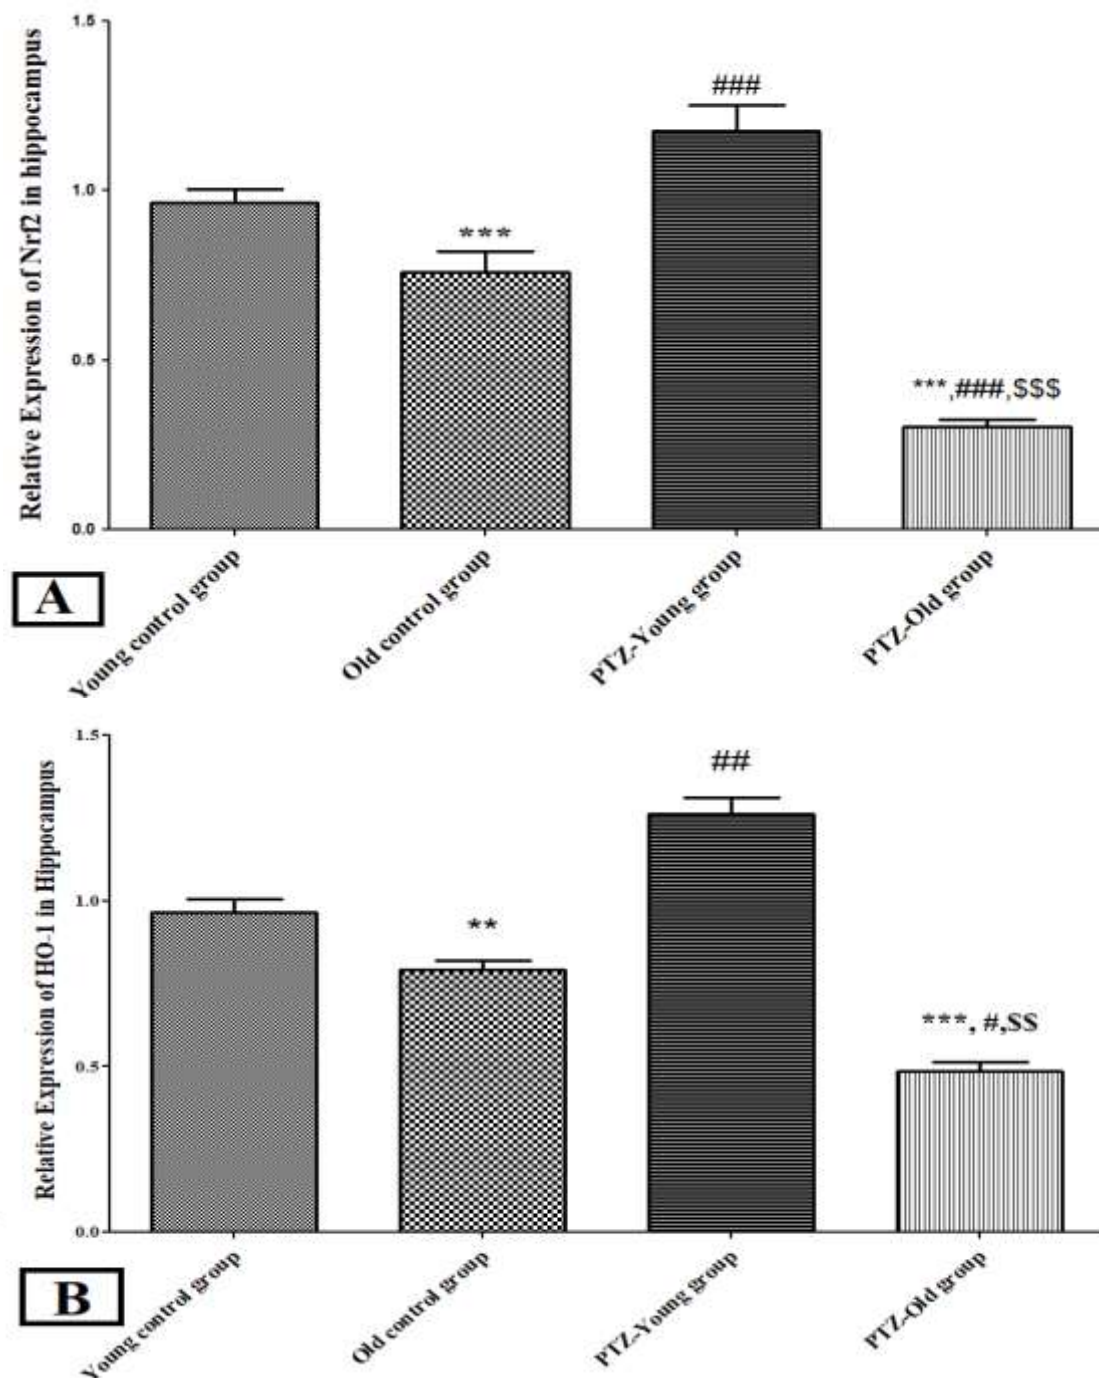 Relative Expression of Nrf2 in hippocampus
1.5
1.0
0.5
0.0
***
###
***,###,$$$
Young control group
Old control group
PTZ-Young group
PTZ-Old group
A
Relative Expression of HO-1 in Hippocampus
1.5
1.0
0.5
0.0
**
##
***, #,$$
Young control group
Old control group
PTZ-Young group
PTZ-Old group
B